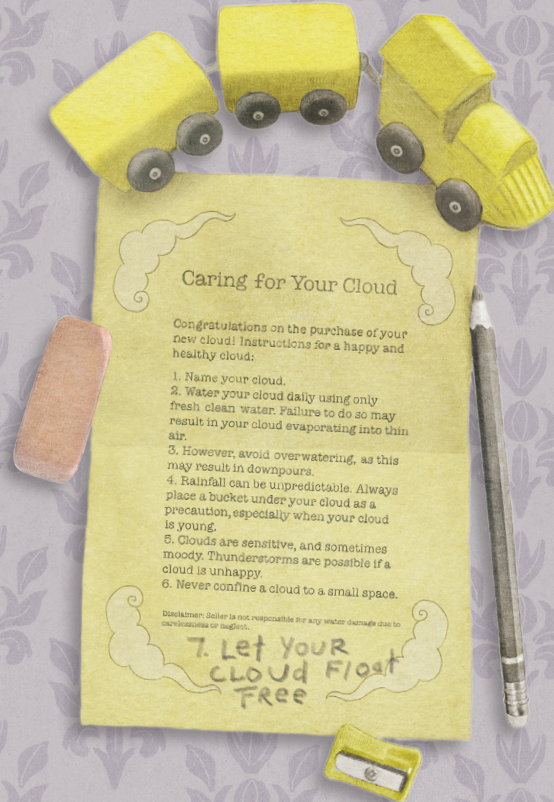 Caring for Your Cloud
Congratulations on the purchase of your
new cloud! Instructions for a happy and
healthy cloud:
1. Name your cloud.
2. Water your cloud daily using only
fresh clean water. Failure to do so may
result in your cloud evaporating into thin
air.
3. However, avoid overwatering, as this
may result in downpours.
4. Rainfall can be unpredictable. Always
place a bucket under your cloud as a
precaution, especially when your cloud
is young.
5. Clouds are sensitive, and sometimes
moody. Thunderstorms are possible if a
cloud is unhappy.
6. Never confine a cloud to a small space.
Disclaimer: Seller is not responsible for any water damage due to
carelessness or neglect.
7. Let YouR
CLOUD Float
FREE